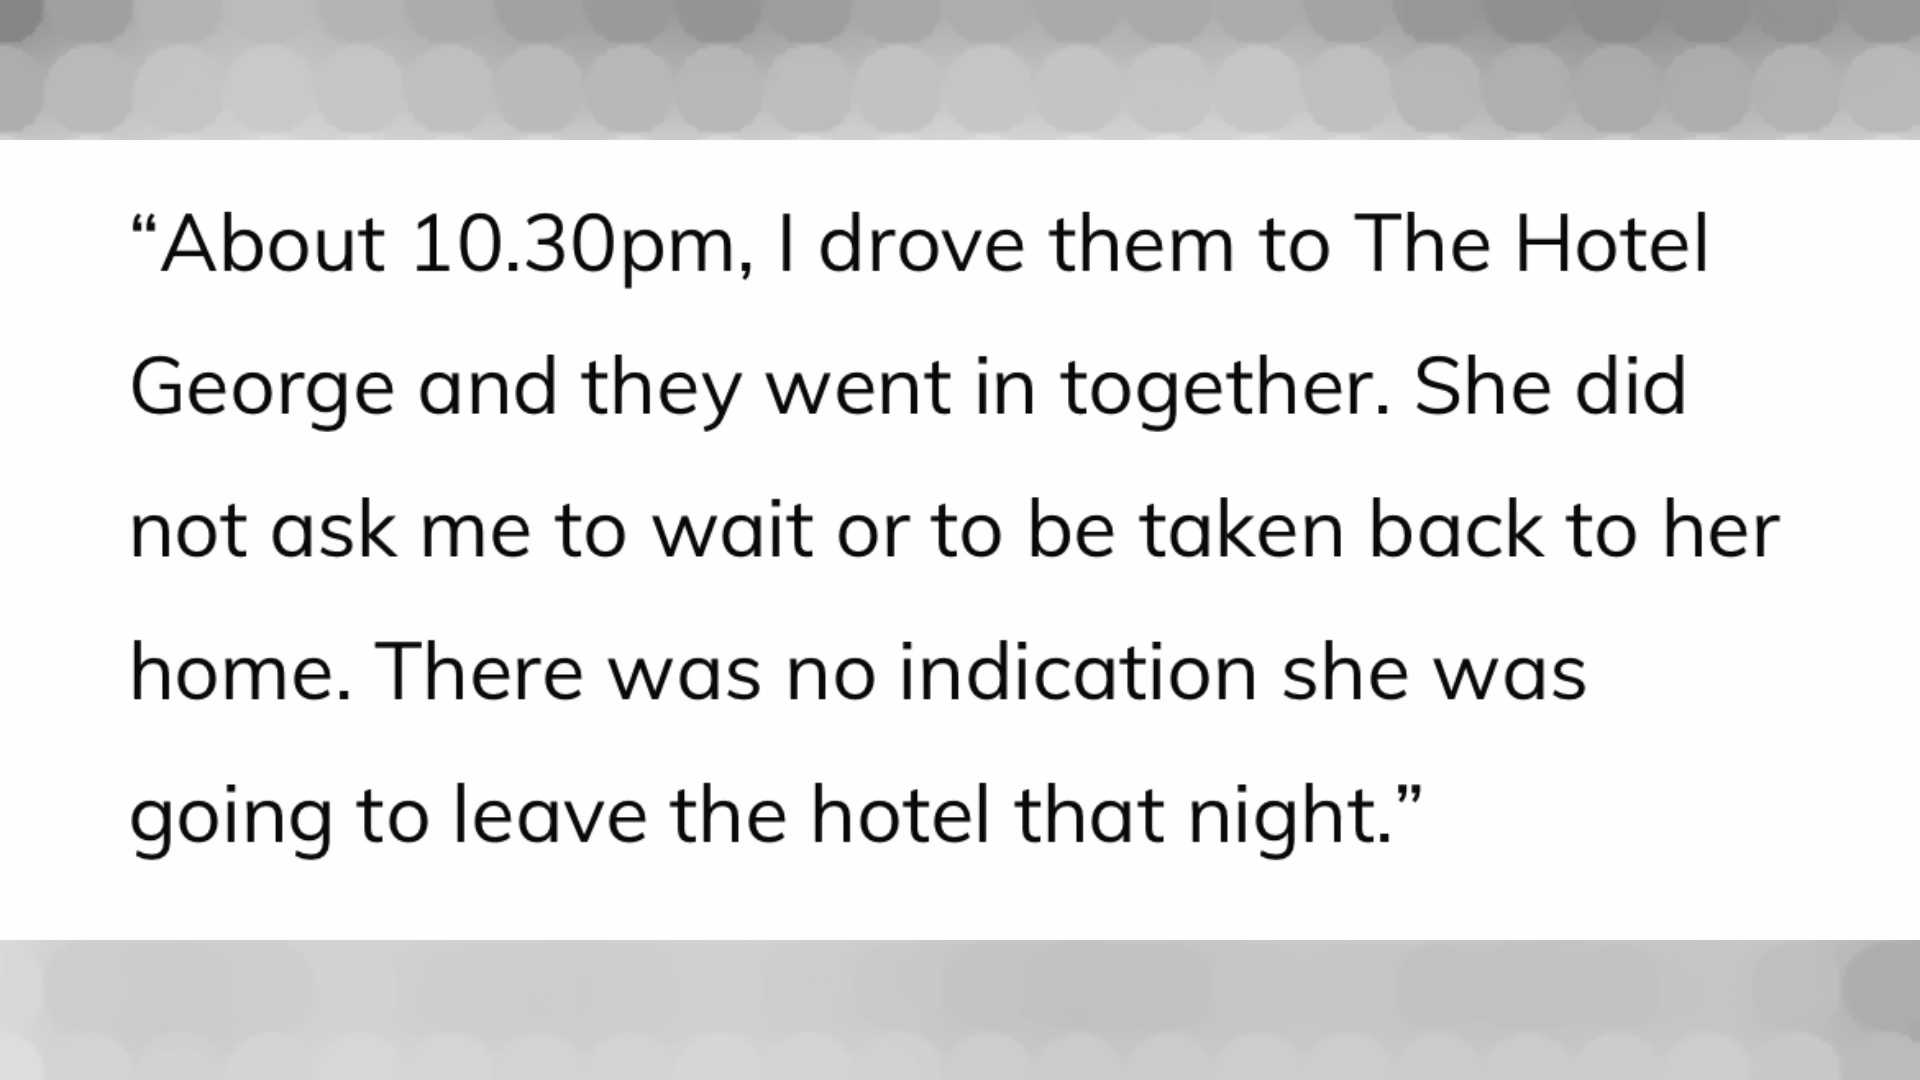 “About 10.30pm, I drove them to The Hotel
George and they went in together. She did
not ask me to wait or to be taken back to her
home. There was no indication she was
going to leave the hotel that night.”